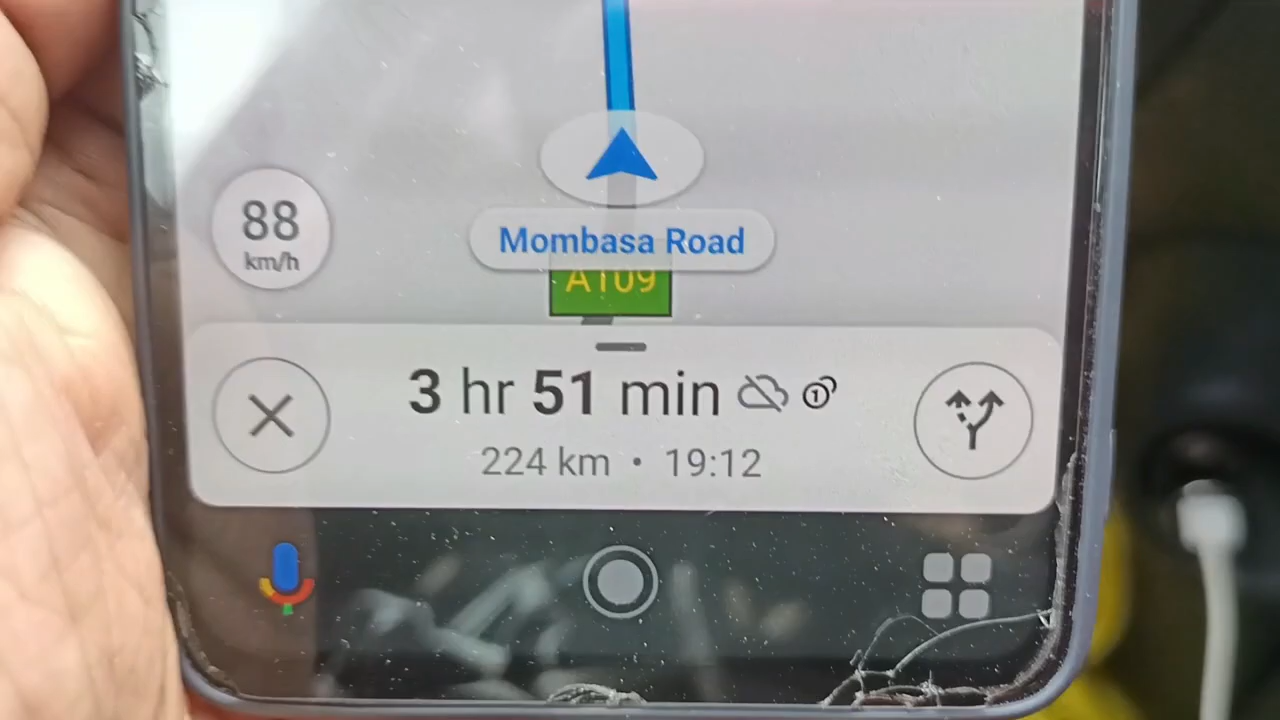 88
km/h
Mombasa Road
A109
3 hr 51 min
224 km • 19:12